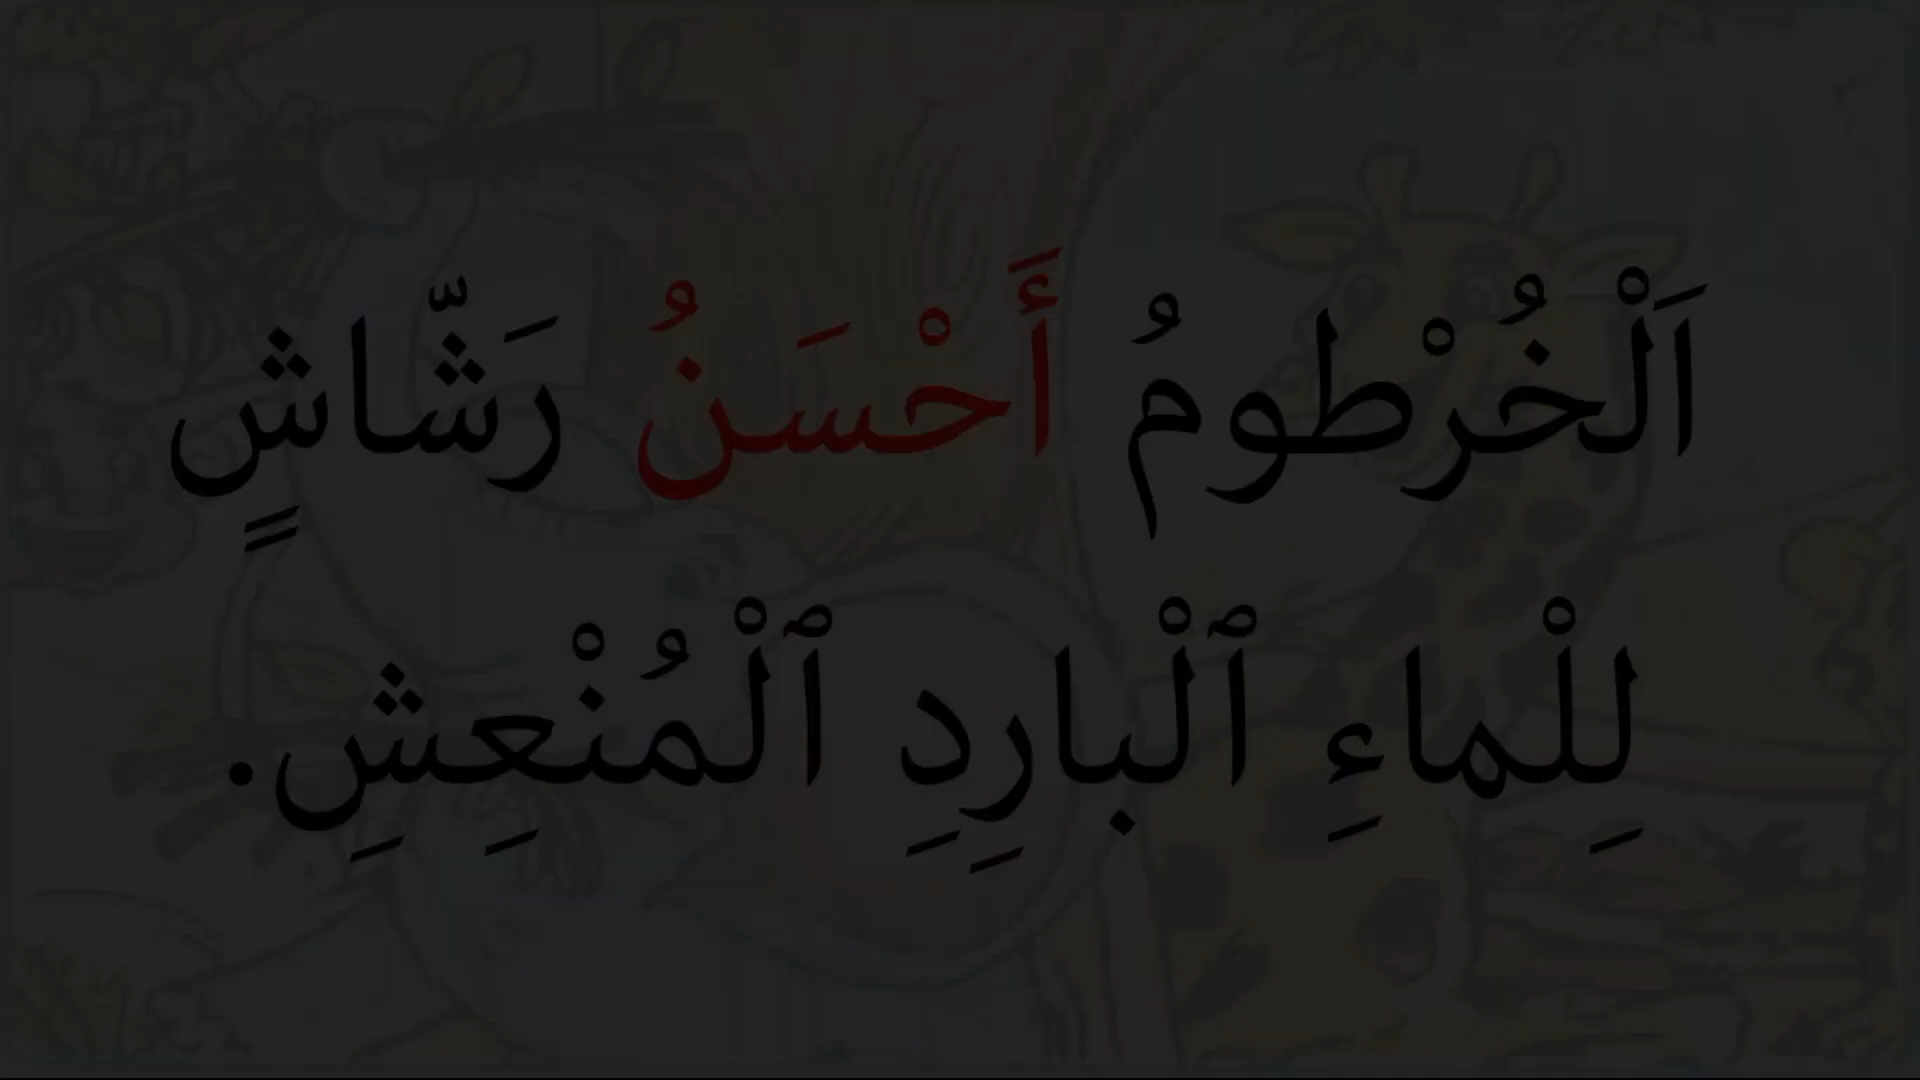 اَلْخُرْطومُ أَحْسَنُ رَشّاشٍ
لِلْماءِ ٱلْبارِدِ ٱلْمُنْعِشِ.